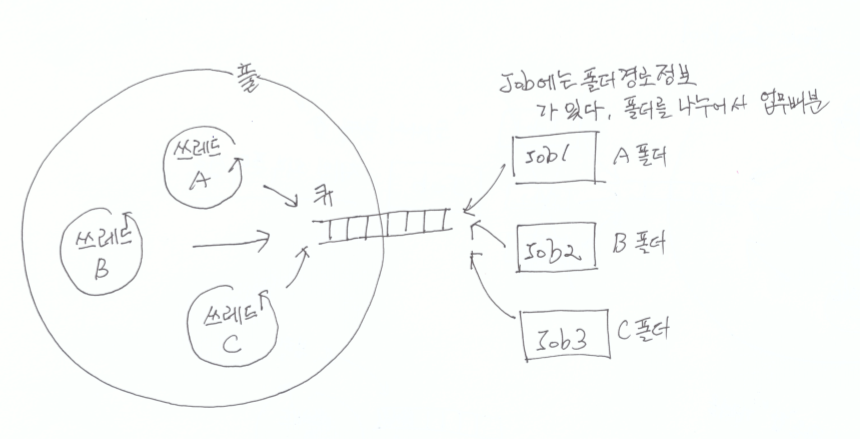 풀
Job에는 폴더경로정보
가 있다, 폴더를 나누어서 업무배분
쓰레드
A
큐
Job1
A 폴더
쓰레드
B
Job2
B 폴더
쓰레드
C
Job3
C 폴더